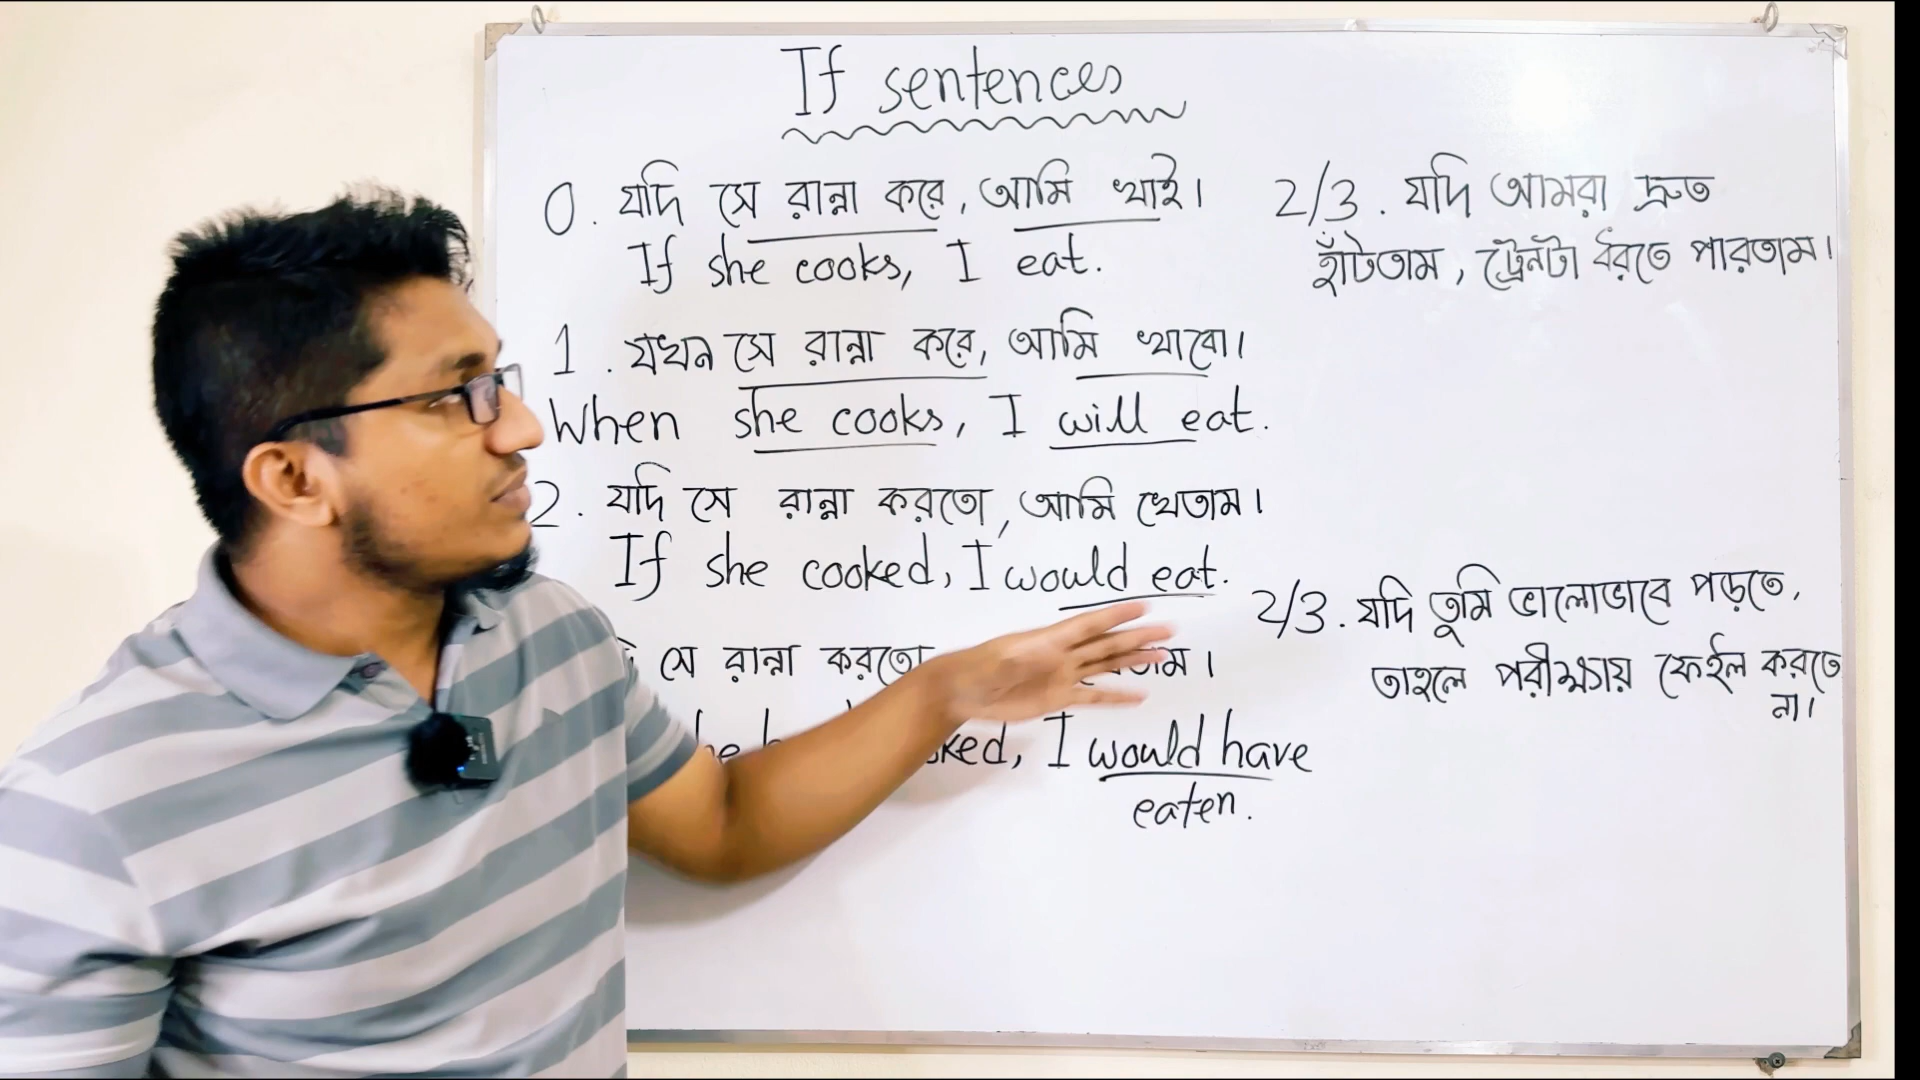 If sentences
0. যদি সে রান্না করে, আমি খাই।
If she cooks, I eat.
1. যখন সে রান্না করে, আমি খাবো।
When she cooks, I will eat.
2. যদি সে রান্না করতো, আমি খেতাম।
If she cooked, I would eat.
সে রান্না করতো
I would have
eaten.
2/3. যদি আমরা দ্রুত
হাঁটতাম, ট্রেনটা ধরতে পারতাম।
2/3. যদি তুমি ভালোভাবে পড়তে,
তাহলে পরীক্ষায় ফেইল করতে
না।